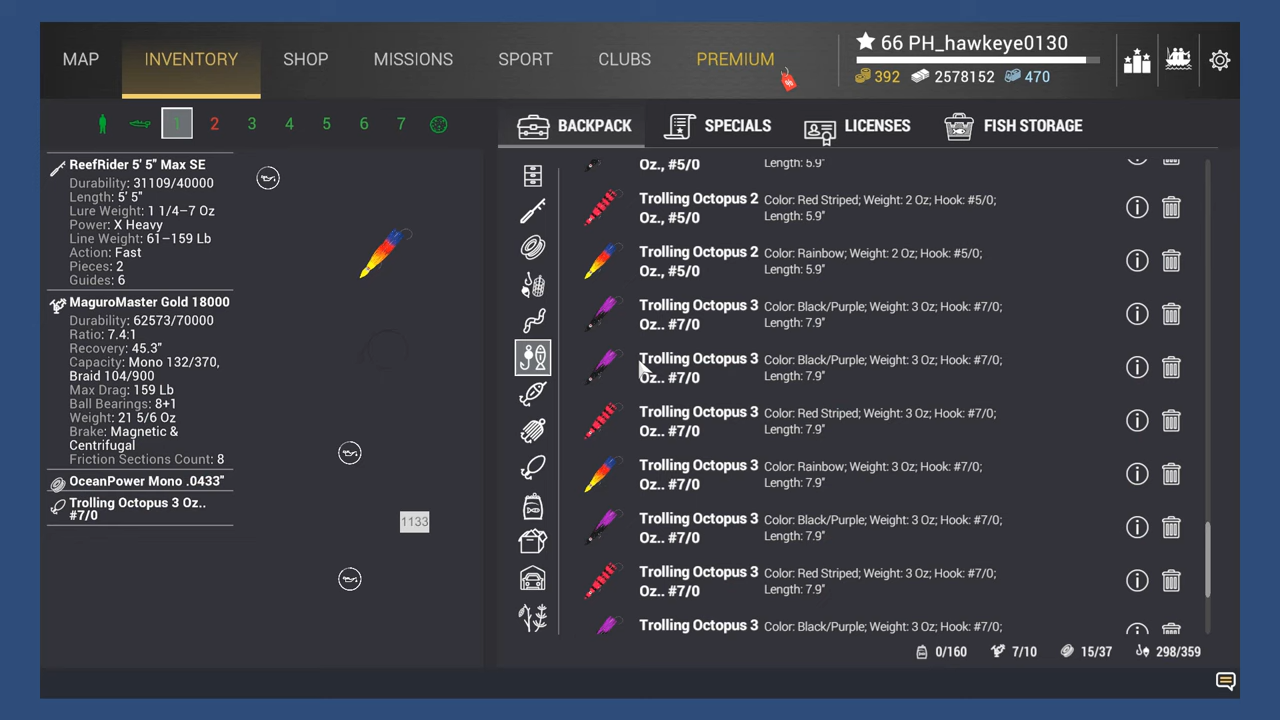 MAP
INVENTORY
SHOP
MISSIONS
SPORT
CLUBS
PREMIUM
%
66 PH_hawkeye0130
392
2578152
470
1
2
3
4
5
6
7
BACKPACK
SPECIALS
LICENSES
FISH STORAGE
ReefRider 5' 5" Max SE
Durability: 31109/40000
Length: 5' 5"
Lure Weight: 1 1/4–7 Oz
Power: X Heavy
Line Weight: 61–159 Lb
Action: Fast
Pieces: 2
Guides: 6
MaguroMaster Gold 18000
Durability: 62573/70000
Ratio: 7.4:1
Recovery: 45.3"
Capacity: Mono 132/370,
Braid 104/900
Max Drag: 159 Lb
Ball Bearings: 8+1
Weight: 21 5/6 Oz
Brake: Magnetic &
Centrifugal
Friction Sections Count: 8
OceanPower Mono .0433"
Trolling Octopus 3 Oz..
#7/0
1133
Oz., #5/0
Length: 5.9"
Trolling Octopus 2
Oz., #5/0
Color: Red Striped; Weight: 2 Oz; Hook: #5/0;
Length: 5.9"
Trolling Octopus 2
Oz., #5/0
Color: Rainbow; Weight: 2 Oz; Hook: #5/0;
Length: 5.9"
Trolling Octopus 3
Oz.. #7/0
Color: Black/Purple; Weight: 3 Oz; Hook: #7/0;
Length: 7.9"
Trolling Octopus 3
Oz.. #7/0
Color: Black/Purple; Weight: 3 Oz; Hook: #7/0;
Length: 7.9"
Trolling Octopus 3
Oz.. #7/0
Color: Red Striped; Weight: 3 Oz; Hook: #7/0;
Length: 7.9"
Trolling Octopus 3
Oz.. #7/0
Color: Rainbow; Weight: 3 Oz; Hook: #7/0;
Length: 7.9"
Trolling Octopus 3
Oz.. #7/0
Color: Black/Purple; Weight: 3 Oz; Hook: #7/0;
Length: 7.9"
Trolling Octopus 3
Oz.. #7/0
Color: Red Striped; Weight: 3 Oz; Hook: #7/0;
Length: 7.9"
Trolling Octopus 3
Color: Black/Purple; Weight: 3 Oz; Hook: #7/0;
0/160
7/10
15/37
298/359